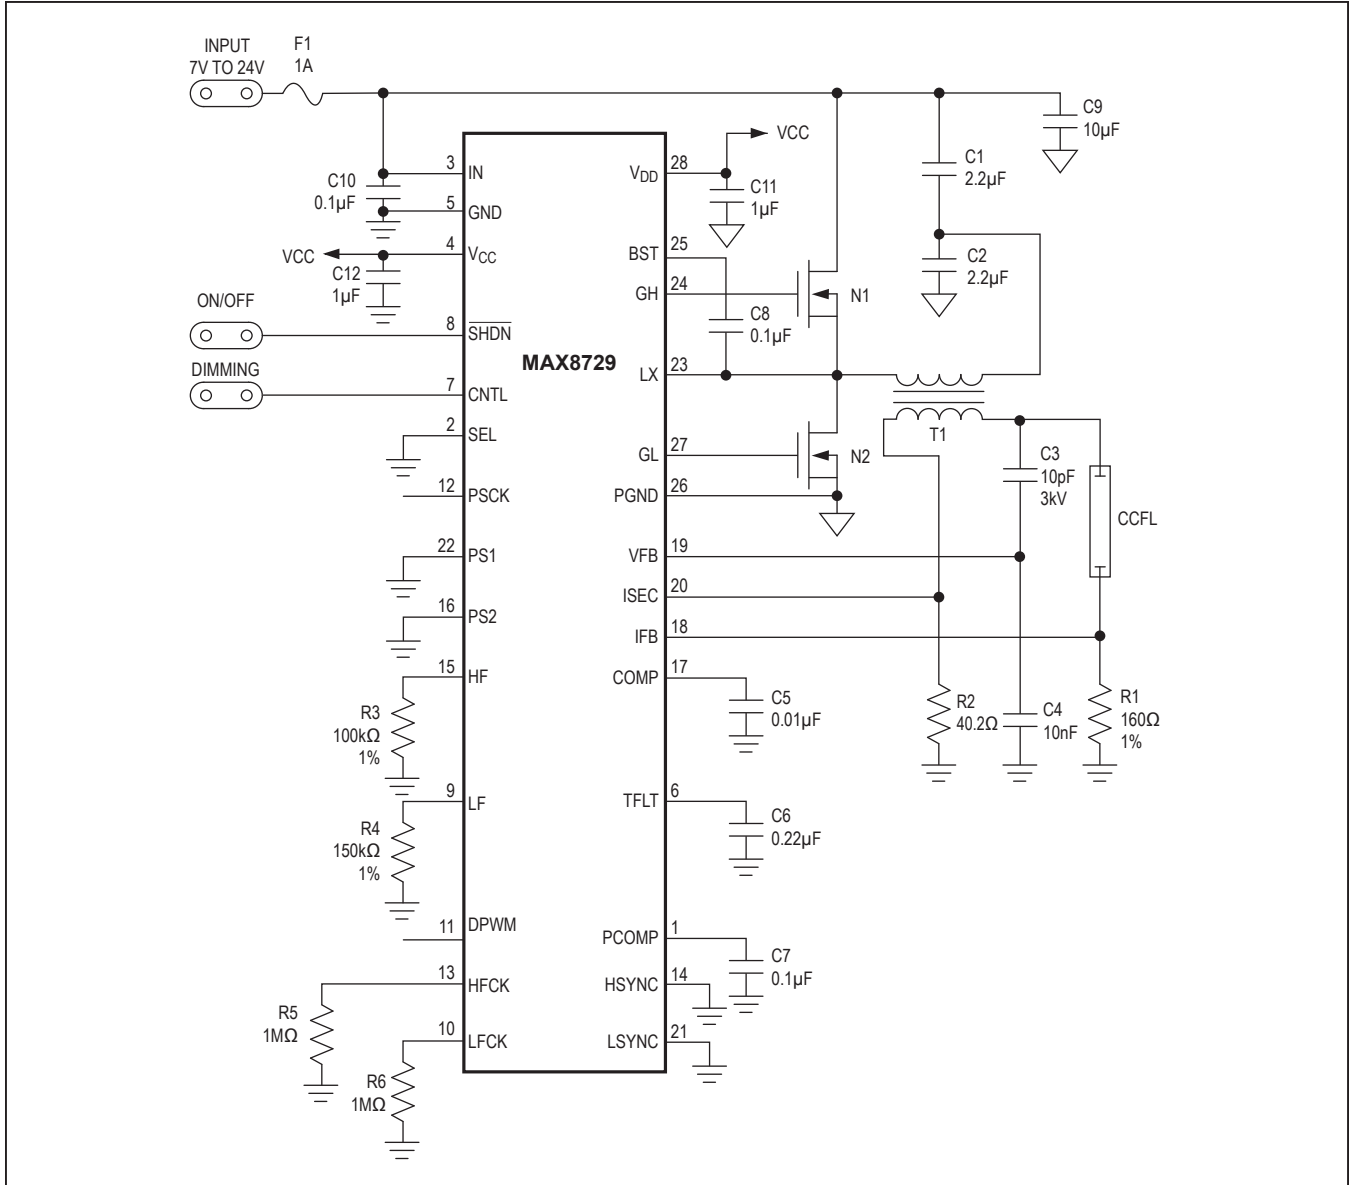 INPUT
7V TO 24V
F1
1A
C9
10µF
VCC
C1
2.2µF
3
IN
28
VDD
C10
0.1µF
C11
1µF
5
GND
VCC
4
VCC
25
BST
C2
2.2µF
C12
1µF
24
GH
N1
ON/OFF
C8
0.1µF
8
SHDN
MAX8729
LX
23
DIMMING
7
CNTL
T1
2
SEL
GL
27
N2
C3
10pF
3kV
12
PSCK
PGND
26
CCFL
22
PS1
VFB
19
ISEC
20
16
PS2
IFB
18
15
HF
COMP
17
R3
100kΩ
1%
C5
0.01µF
R2
40.2Ω
C4
10nF
R1
160Ω
1%
9
LF
TFLT
6
R4
150kΩ
1%
C6
0.22µF
11
DPWM
PCOMP
1
C7
0.1µF
13
HFCK
HSYNC
14
R5
1MΩ
10
LFCK
LSYNC
21
R6
1MΩ